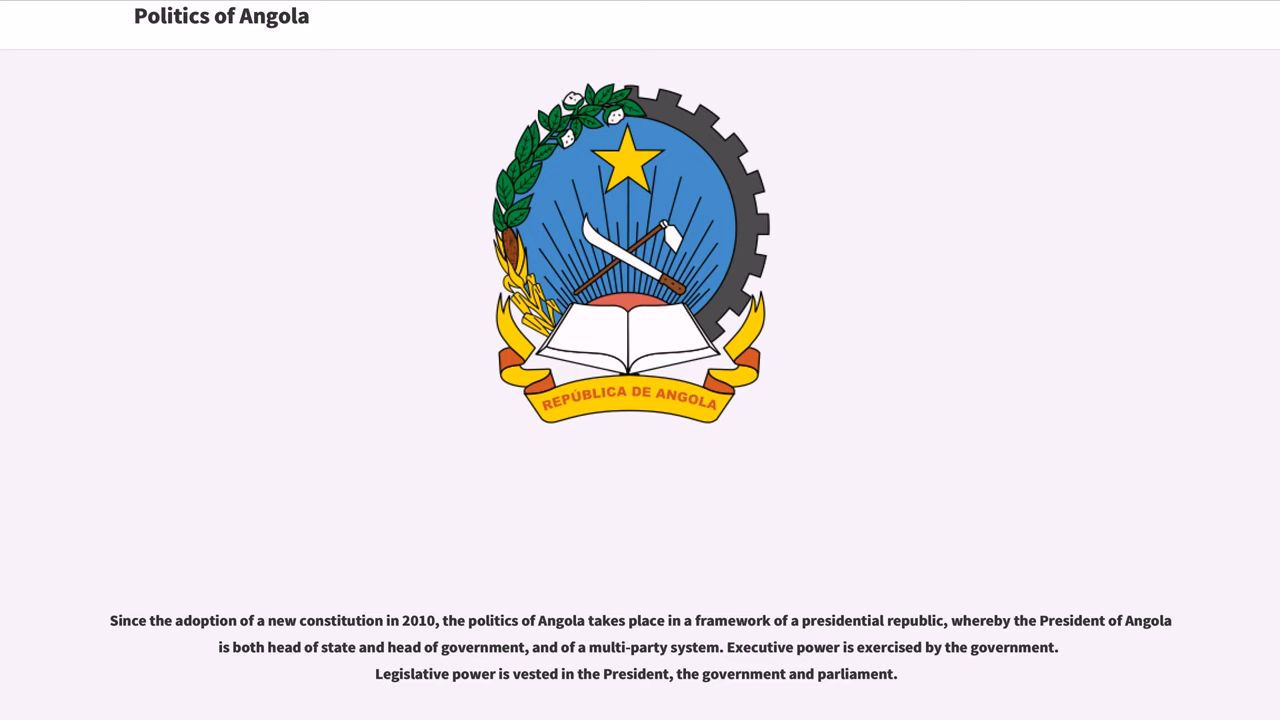 Politics of Angola
REPÚBLICA DE ANGOLA
Since the adoption of a new constitution in 2010, the politics of Angola takes place in a framework of a presidential republic, whereby the President of Angola
is both head of state and head of government, and of a multi-party system. Executive power is exercised by the government.
Legislative power is vested in the President, the government and parliament.